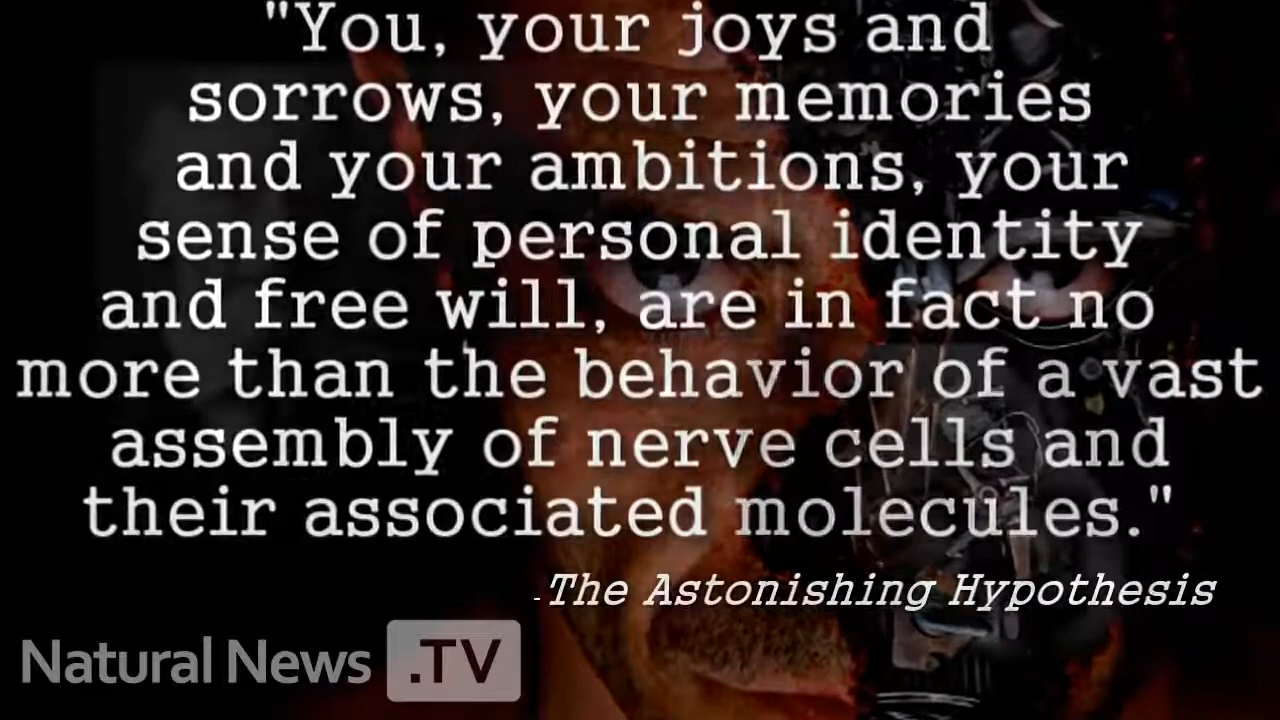 "You, your joys and
sorrows, your memories
and your ambitions, your
sense of personal identity
and free will, are in fact no
more than the behavior of a vast
assembly of nerve cells and
their associated molecules."
-The Astonishing Hypothesis
Natural News .TV